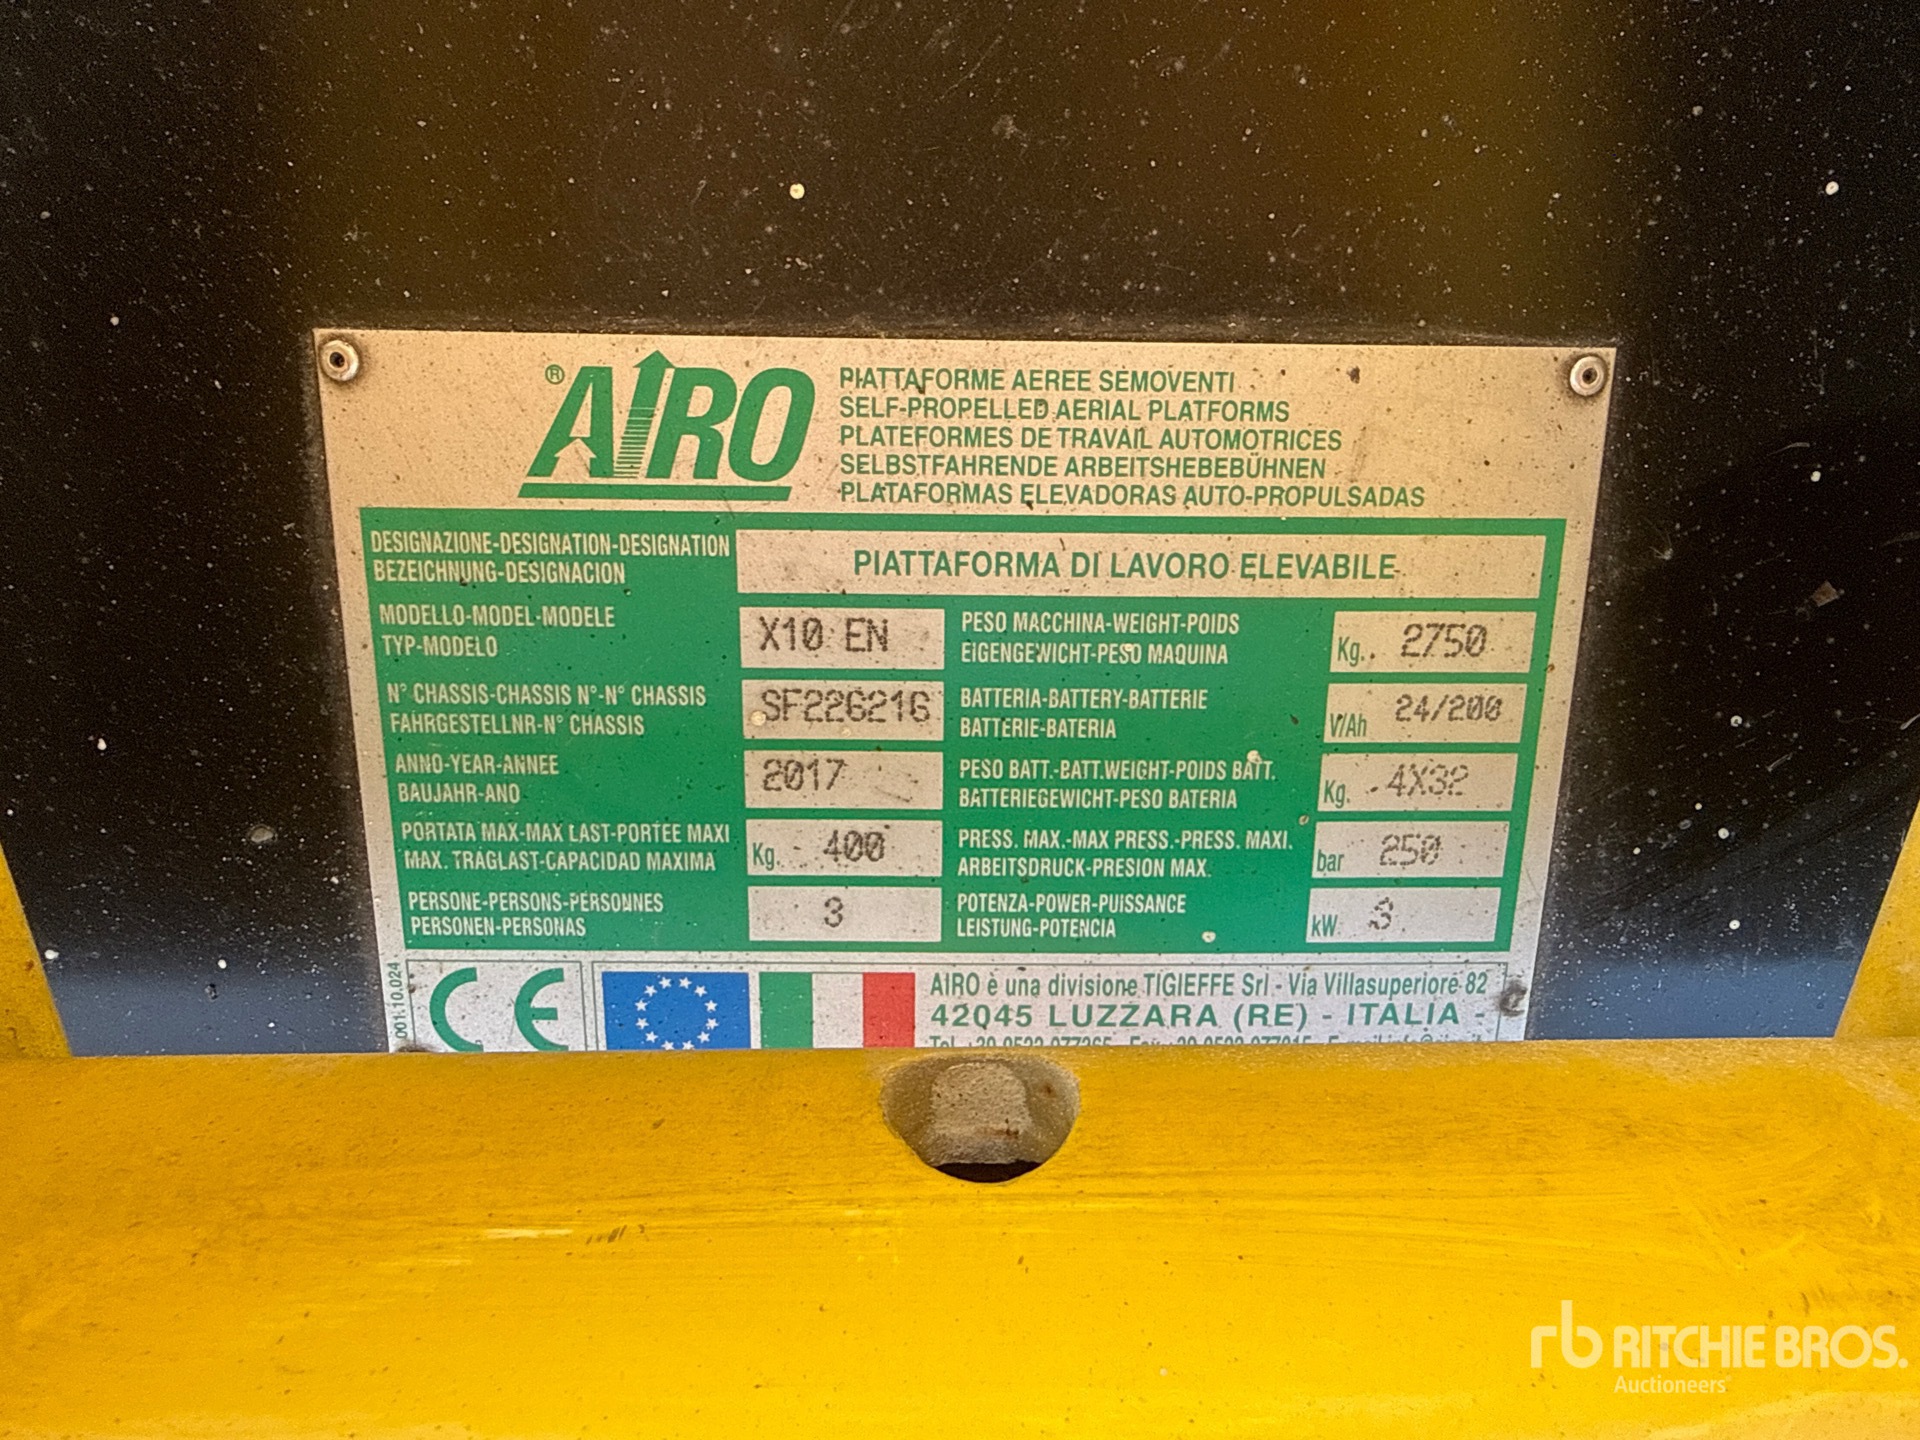 ® AIRO
PIATTAFORME AEREE SEMOVENTI
SELF-PROPELLED AERIAL PLATFORMS
PLATEFORMES DE TRAVAIL AUTOMOTRICES
SELBSTFAHRENDE ARBEITSHEBEBÜHNEN
PLATAFORMAS ELEVADORAS AUTO-PROPULSADAS
DESIGNAZIONE-DESIGNATION-DESIGNATION
BEZEICHNUNG-DESIGNACION
PIATTAFORMA DI LAVORO ELEVABILE
MODELLO-MODEL-MODELE
TYP-MODELO
X10 EN
PESO MACCHINA-WEIGHT-POIDS
EIGENGEWICHT-PESO MAQUINA
Kg. 2750
N° CHASSIS-CHASSIS N°-N° CHASSIS
FAHRGESTELLNR-N° CHASSIS
SF226216
BATTERIA-BATTERY-BATTERIE
BATTERIE-BATERIA
V/Ah 24/200
ANNO-YEAR-ANNEE
BAUJAHR-ANO
2017
PESO BATT.-BATT.WEIGHT-POIDS BATT.
BATTERIEGEWICHT-PESO BATERIA
Kg. 4X32
PORTATA MAX-MAX LAST-PORTEE MAXI
MAX. TRAGLAST-CAPACIDAD MAXIMA
Kg. 400
PRESS. MAX.-MAX PRESS.-PRESS. MAXI.
ARBEITSDRUCK-PRESION MAX.
bar 250
PERSONE-PERSONS-PERSONNES
PERSONEN-PERSONAS
3
POTENZA-POWER-PUISSANCE
LEISTUNG-POTENCIA
kW 3
001.10.024
CE
AIRO è una divisione TIGIEFFE Srl - Via Villasuperiore 82
42045 LUZZARA (RE) - ITALIA -
rb RITCHIE BROS.
Auctioneers